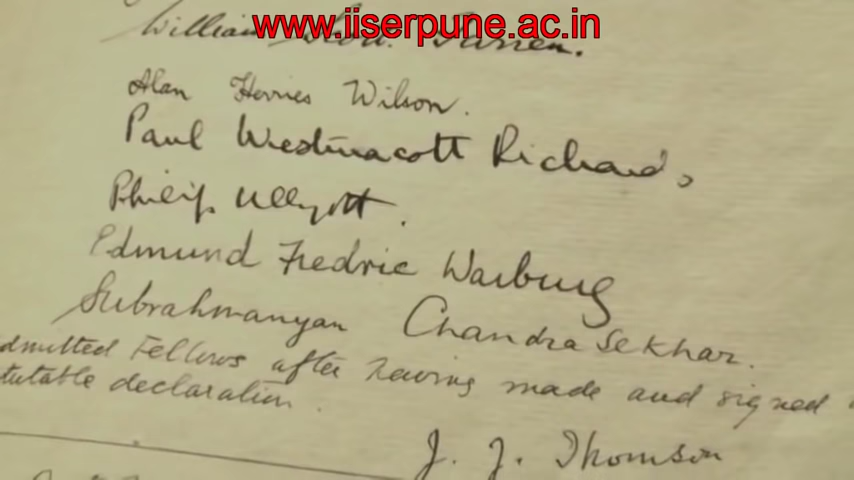 www.iiserpune.ac.in
William
Alan Herries Wilson.
Paul Westmacott Richards
Philip Ullyott.
Edmund Fredric Warburg
Subrahmanyan Chandrasekhar.
admitted Fellows after having made and signed
declaration.
J. J. Thomson